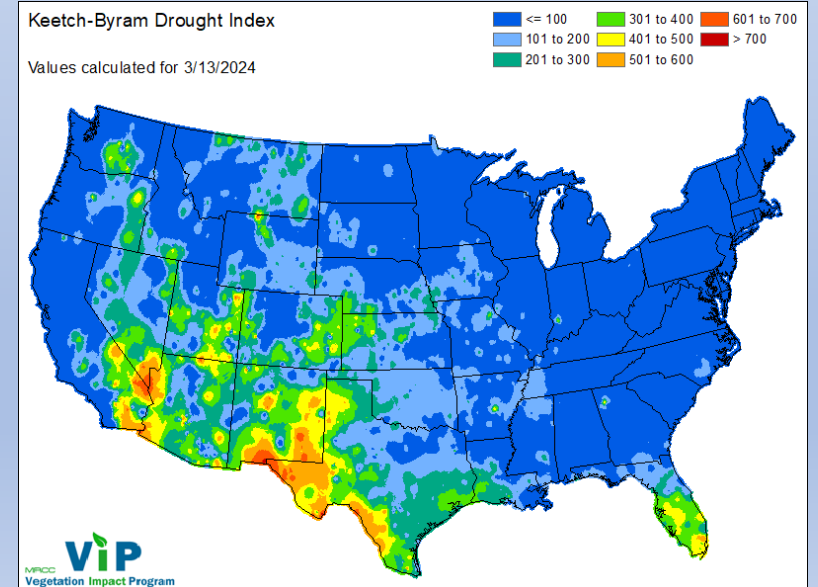 Keetch-Byram Drought Index
Values calculated for 3/13/2024
<= 100
101 to 200
201 to 300
301 to 400
401 to 500
501 to 600
601 to 700
> 700
MRCC
ViP
Vegetation Impact Program